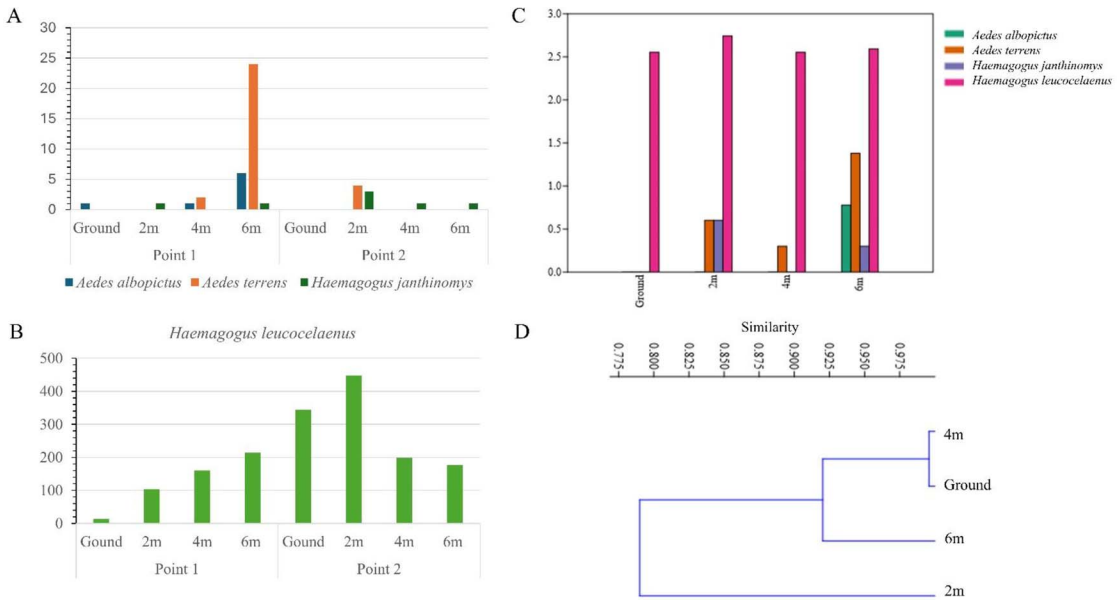 A
30
25
20
15
10
5
0
Ground 2m 4m 6m Ground 2m 4m 6m
Point 1 Point 2
Aedes albopictus Aedes terrens Haemagogus janthinomys
B
Haemagogus leucocelaenus
500
400
300
200
100
0
Gound 2m 4m 6m Gound 2m 4m 6m
Point 1 Point 2
C
3.0
2.5
2.0
1.5
1.0
0.5
0.0
Ground 2m 4m 6m
Aedes albopictus
Aedes terrens
Haemagogus janthinomys
Haemagogus leucocelaenus
D
Similarity
0.775 0.800 0.825 0.850 0.875 0.900 0.925 0.950 0.975
4m
Ground
6m
2m